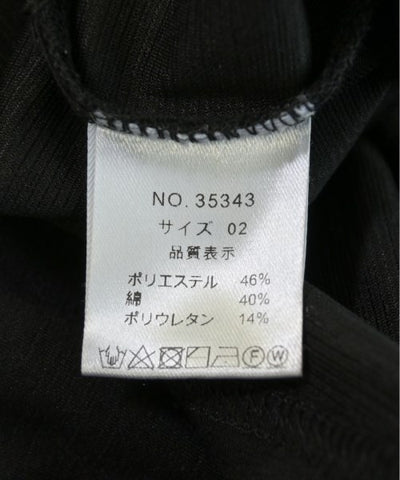 NO. 35343
サイズ 02
品質表示
ポリエステル 46%
綿 40%
ポリウレタン 14%
F W